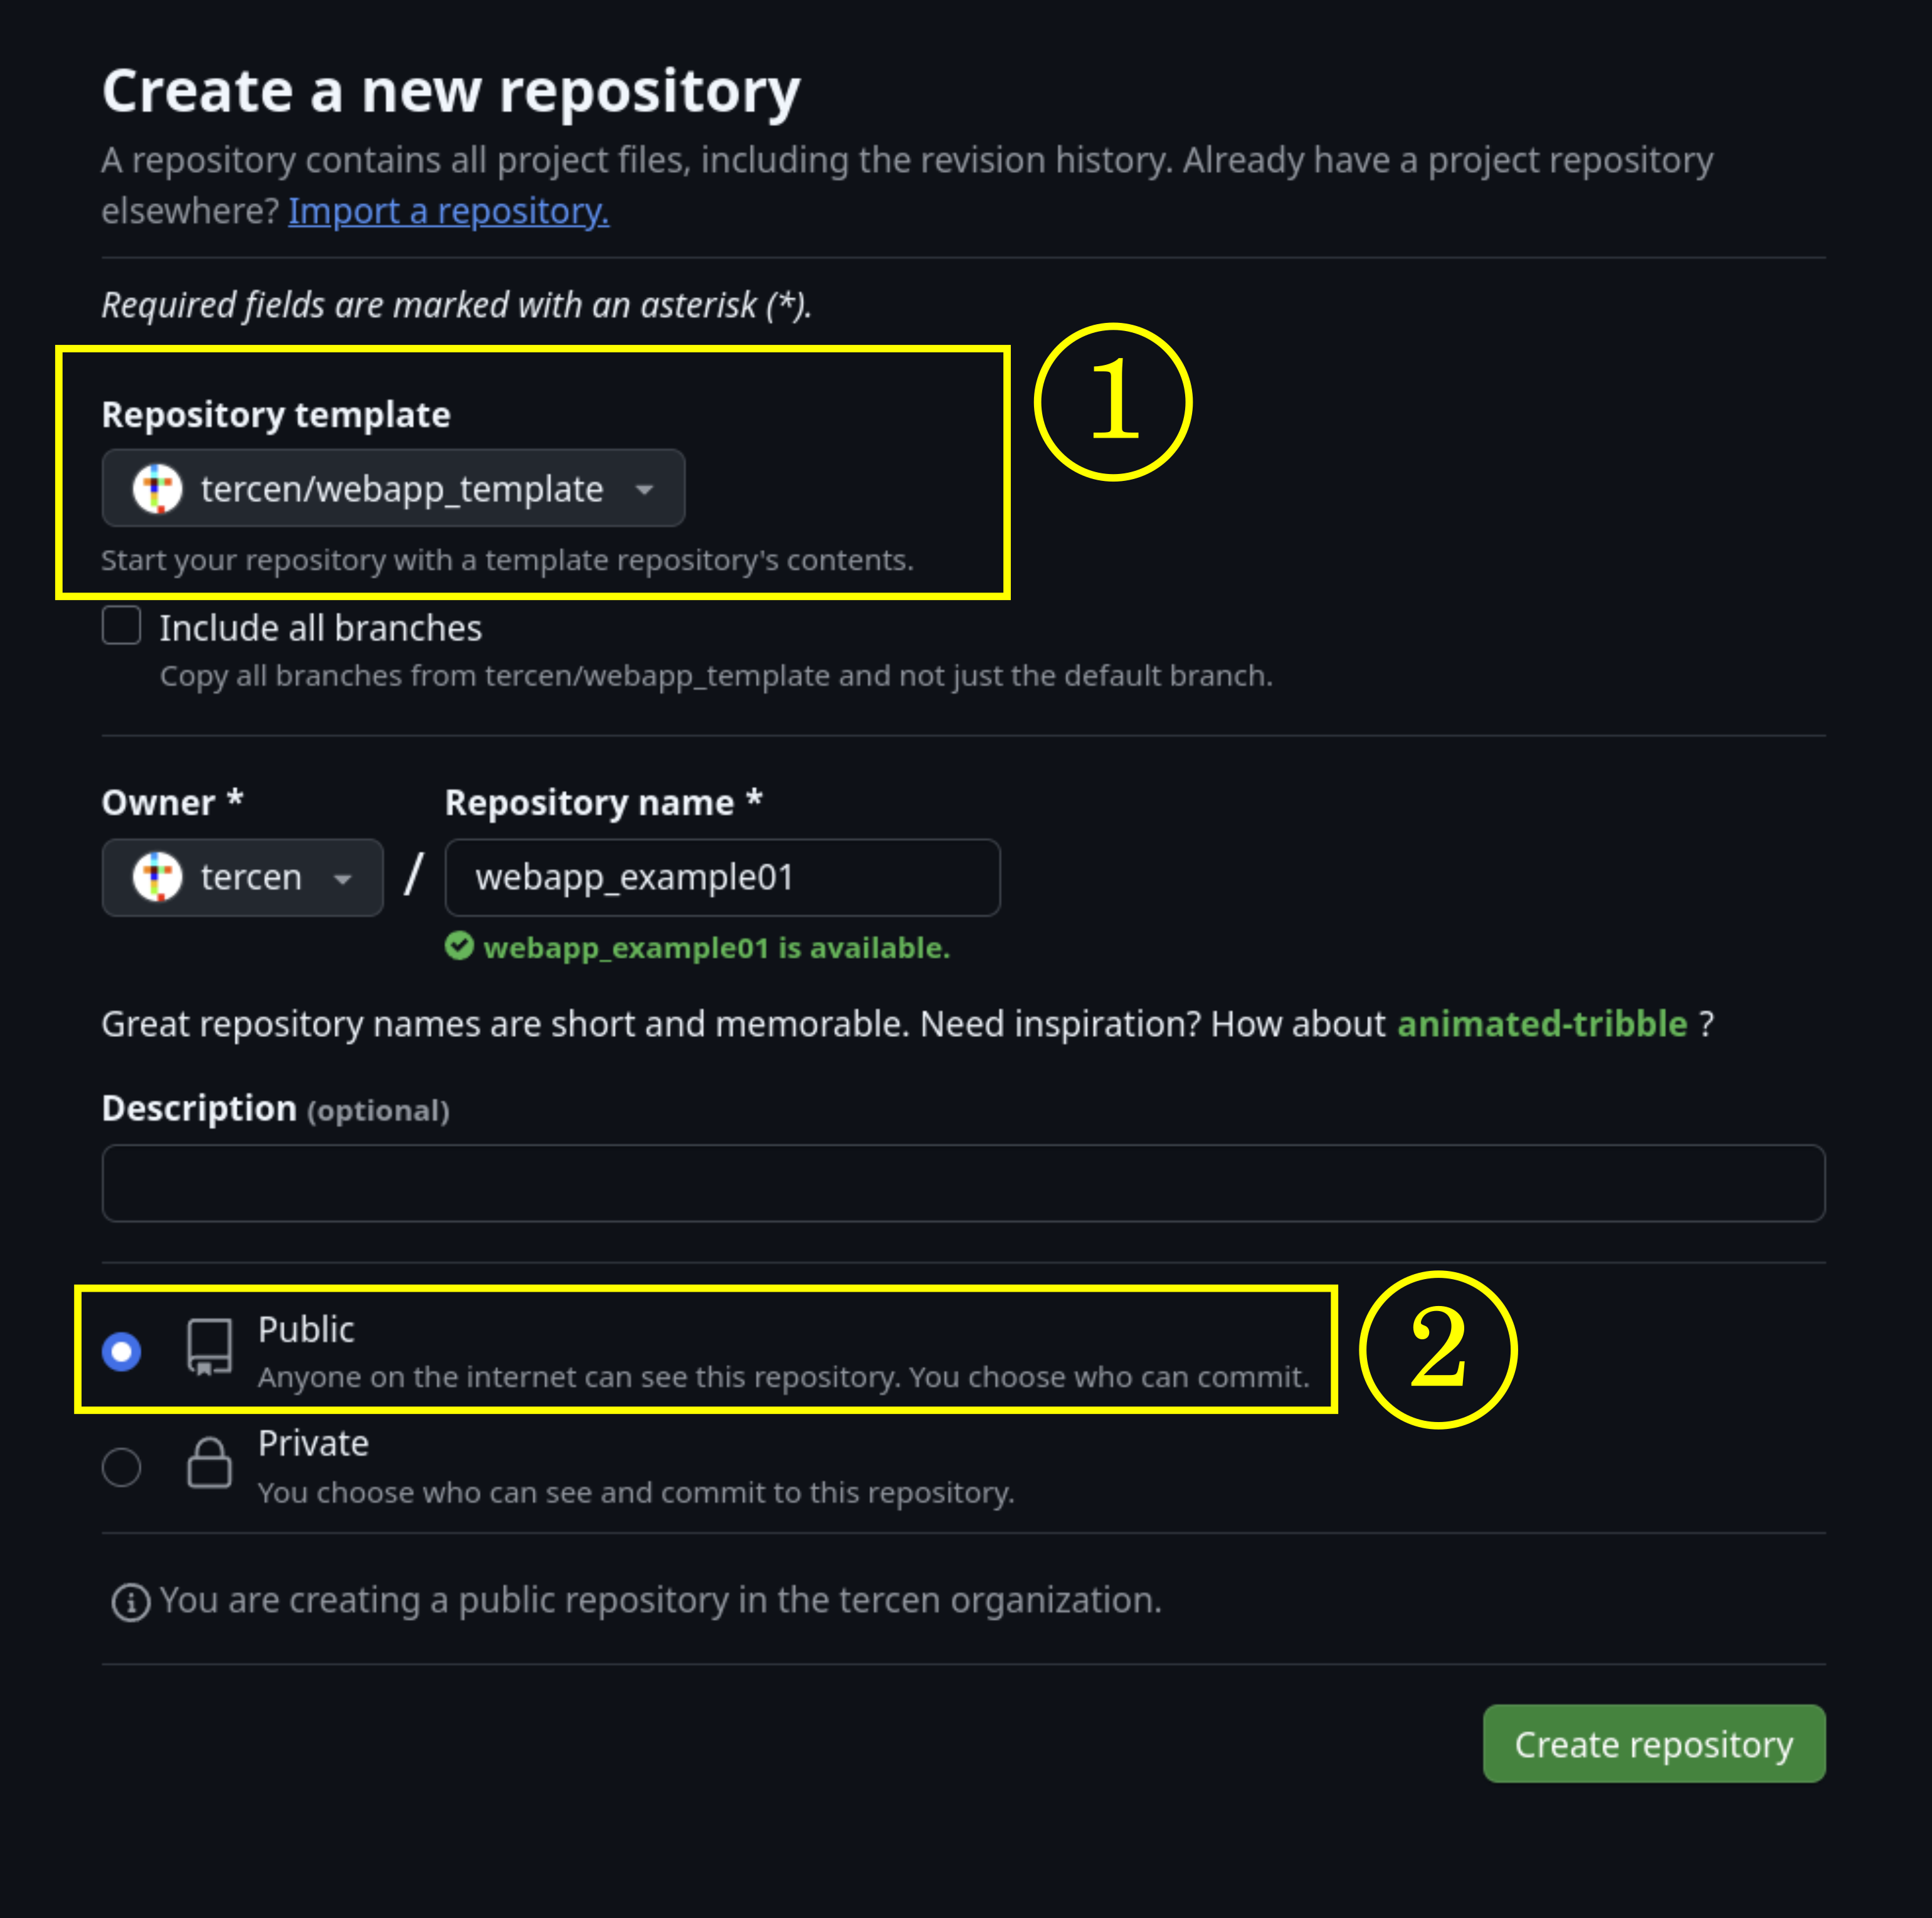 Create a new repository
A repository contains all project files, including the revision history. Already have a project repository
elsewhere? Import a repository.
Required fields are marked with an asterisk (*).
1
Repository template
tercen/webapp_template
Start your repository with a template repository's contents.
Include all branches
Copy all branches from tercen/webapp_template and not just the default branch.
Owner * Repository name *
tercen / webapp_example01
webapp_example01 is available.
Great repository names are short and memorable. Need inspiration? How about animated-tribble ?
Description (optional)
Public
Anyone on the internet can see this repository. You choose who can commit.
2
Private
You choose who can see and commit to this repository.
You are creating a public repository in the tercen organization.
Create repository